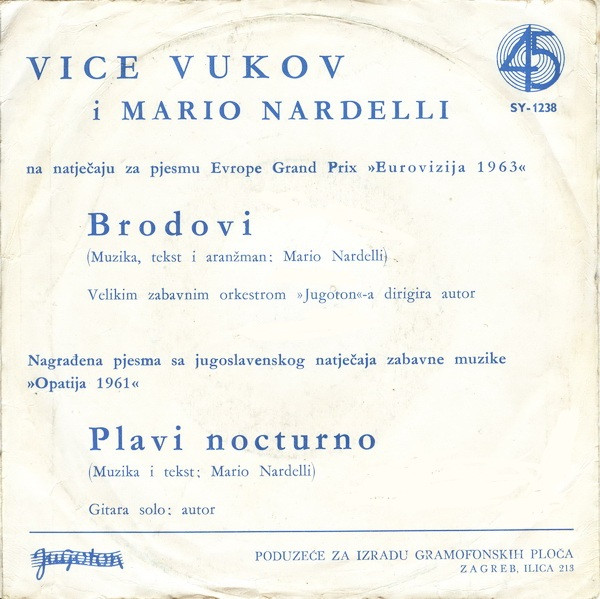 VICE VUKOV
i MARIO NARDELLI
45
SY-1238
na natječaju za pjesmu Evrope Grand Prix »Eurovizija 1963«
Brodovi
(Muzika, tekst i aranžman: Mario Nardelli)
Velikim zabavnim orkestrom »Jugoton«-a dirigira autor
Nagrađena pjesma sa jugoslavenskog natječaja zabavne muzike
»Opatija 1961«
Plavi nocturno
(Muzika i tekst: Mario Nardelli)
Gitara solo: autor
jugoton
PODUZEĆE ZA IZRADU GRAMOFONSKIH PLOČA
ZAGREB, ILICA 213